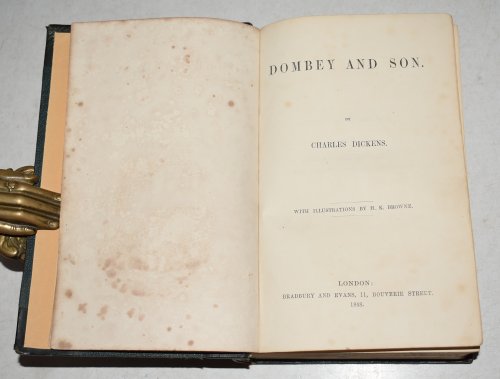 DOMBEY AND SON.
BY
CHARLES DICKENS.
WITH ILLUSTRATIONS BY H. K. BROWNE.
LONDON:
BRADBURY AND EVANS, 11, BOUVERIE STREET.